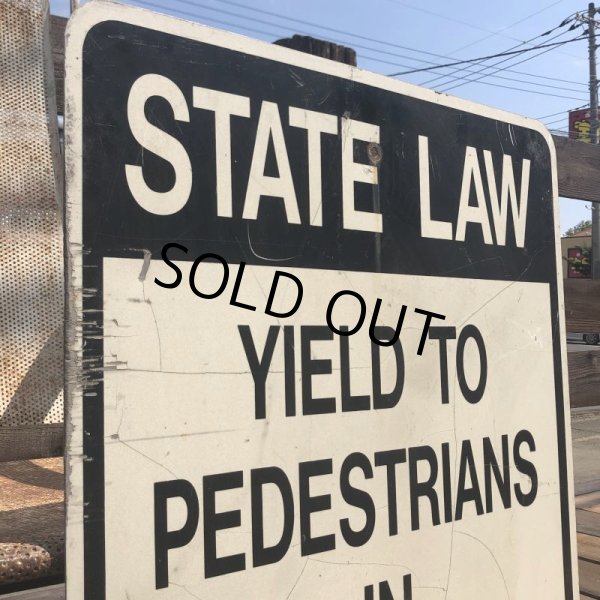 STATE LAW
SOLD OUT
YIELD TO
PEDESTRIANS
IN